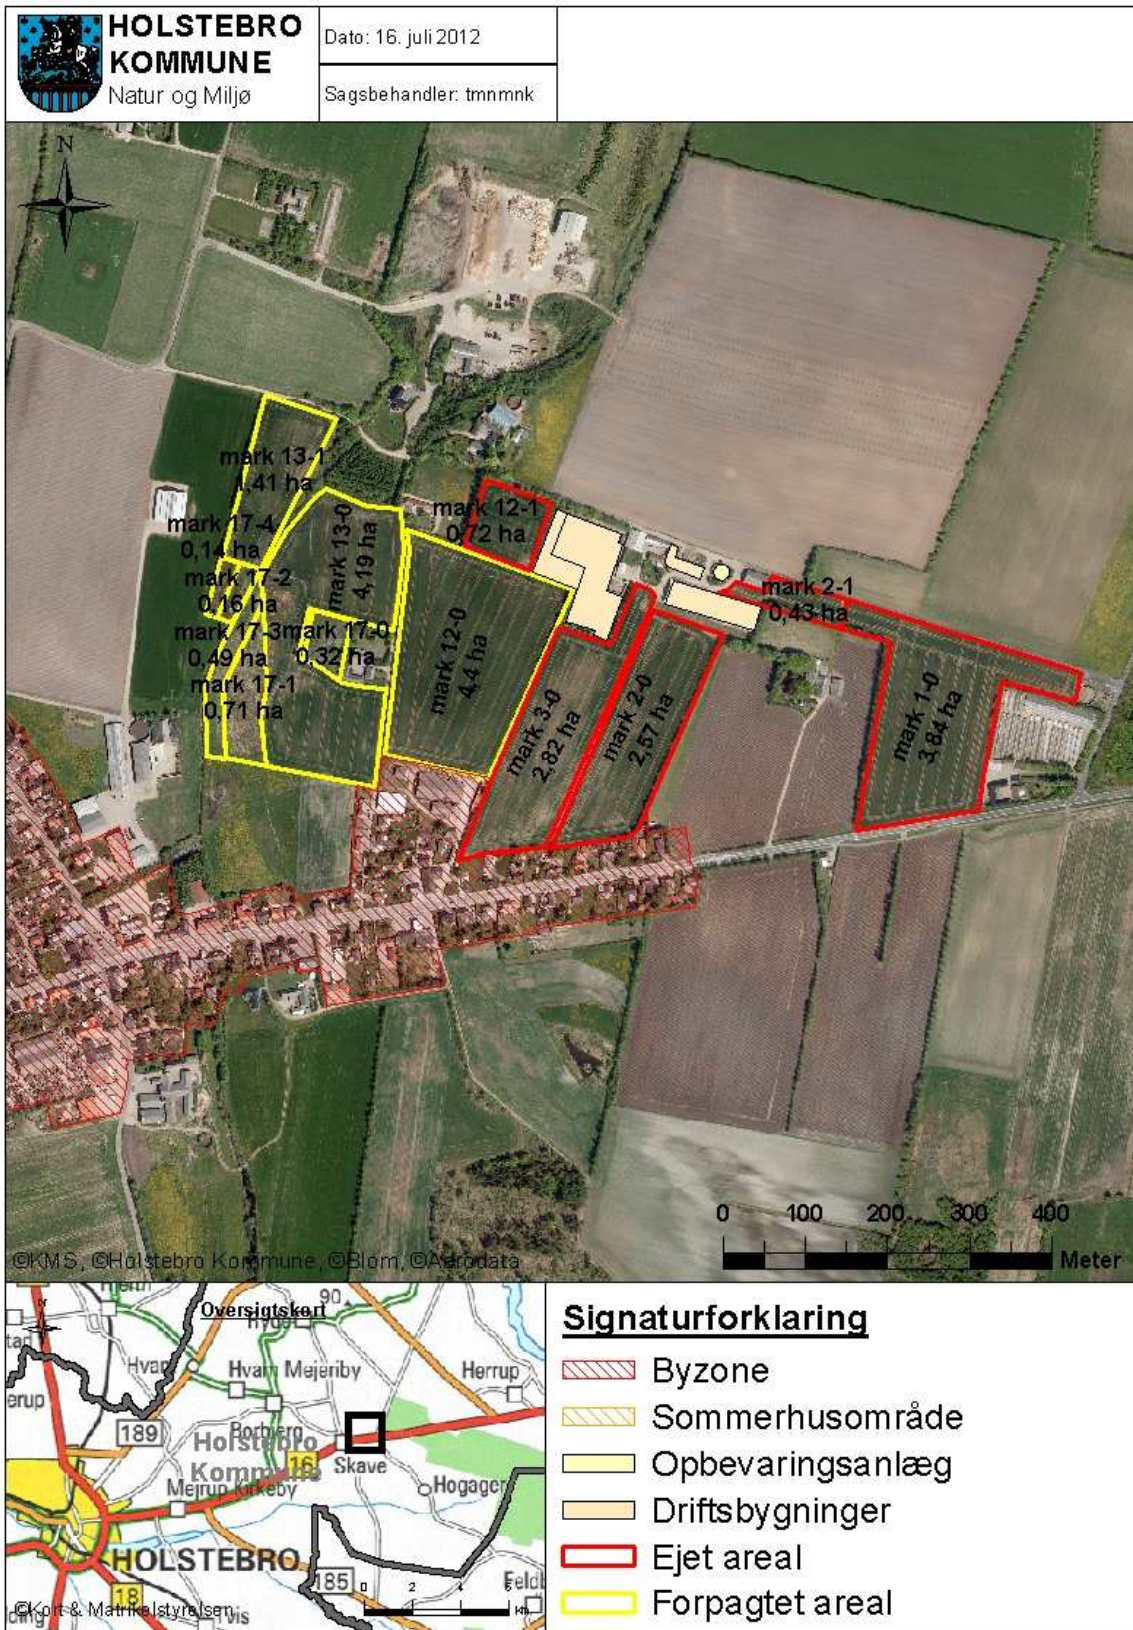 HOLSTEBRO
KOMMUNE
Natur og Miljø
Dato: 16. juli 2012
Sagsbehandler: tmnmnk
N
mark 13-1
1,41 ha
mark 17-4
0,14 ha
mark 17-2
0,16 ha
mark 17-3
0,49 ha
mark 17-1
0,71 ha
mark 13-0
4,19 ha
mark 17-0
0,32 ha
mark 12-1
0,72 ha
mark 12-0
4,4 ha
mark 3-0
2,82 ha
mark 2-0
2,57 ha
mark 2-1
0,43 ha
mark 1-0
3,84 ha
0 100 200 300 400
Meter
©KMS, ©Holstebro Kommune, ©Blom, ©Aerodata
Oversigtskort
90
Hvam Mejeriby
Herrup
189
Borbjerg
Holstebro
Kommune
16
Skave
Hogager
Mejrup Kirkeby
HOLSTEBRO
185
18
0 2 4 6
Km
©Kort & Matrikelstyrelsen
Signaturforklaring
Byzone
Sommerhusområde
Opbevaringsanlæg
Driftsbygninger
Ejet areal
Forpagtet areal